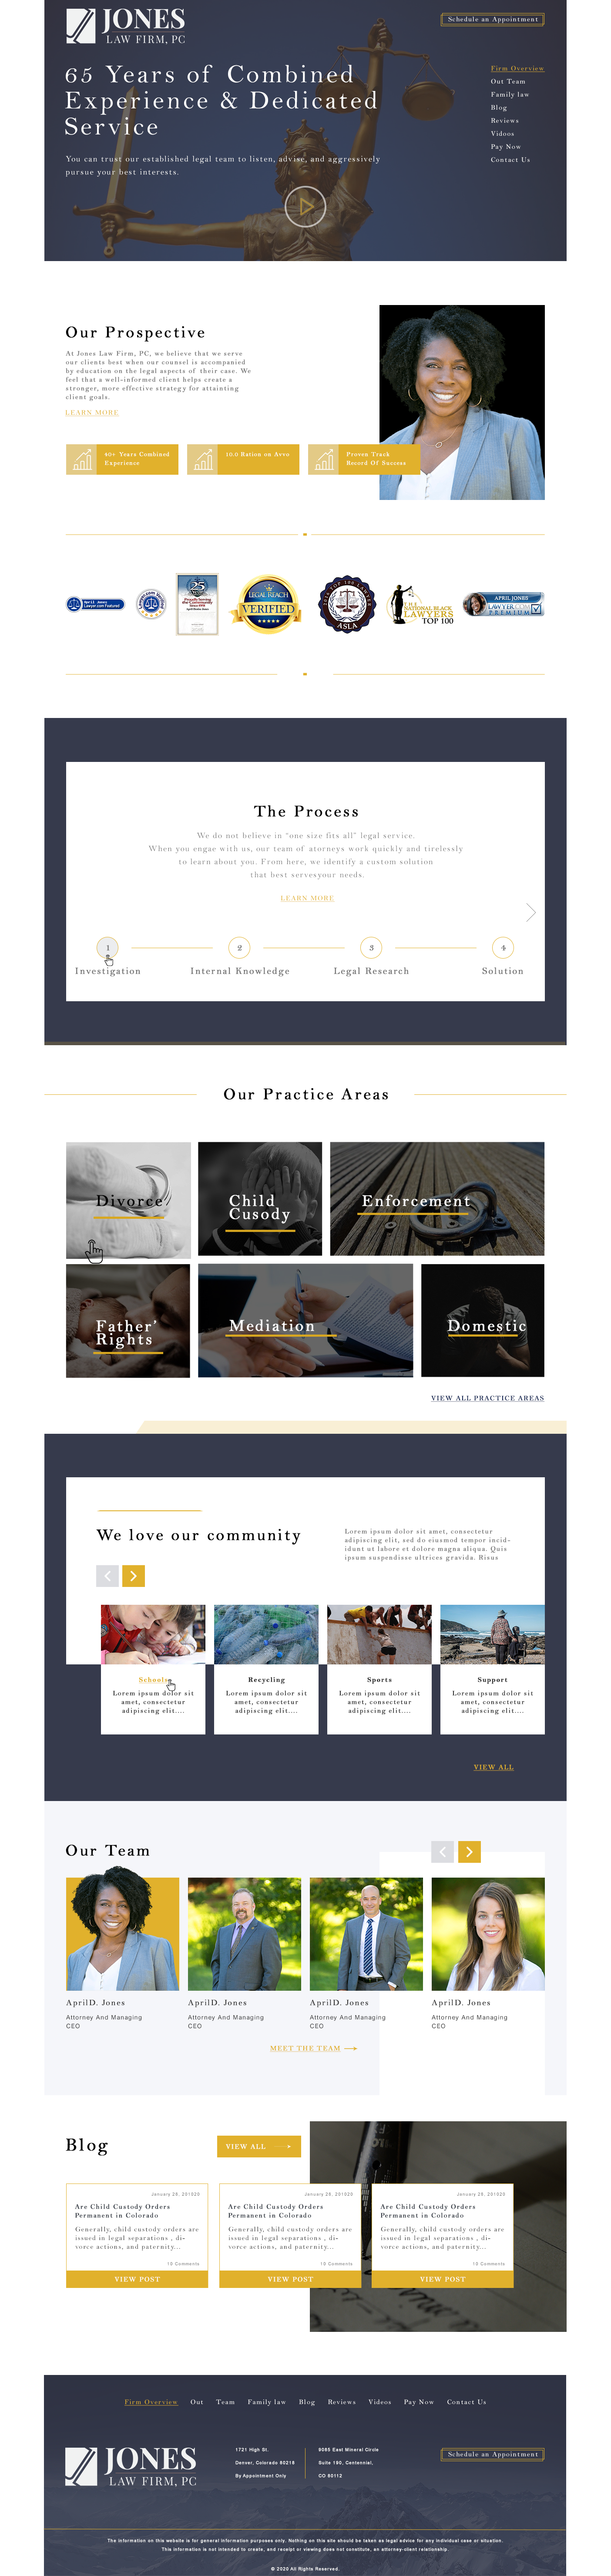 JONES
LAW FIRM, PC
Schedule an Appointment
65 Years of Combined
Experience & Dedicated
Service
You can trust our established legal team to listen, advise, and aggressively
pursue your best interests.
Firm Overview
Out Team
Family law
Blog
Reviews
Videos
Pay Now
Contact Us
Our Prospective
At Jones Law Firm, PC, we believe that we serve
our clients best when our counsel is accompanied
by education on the legal aspects of their case. We
feel that a well-informed client helps create a
stronger, more effective strategy for attainting
client goals.
LEARN MORE
40+ Years Combined
Experience
10.0 Ration on Avvo
Proven Track
Record Of Success
Lawyer.com Featured
25
LEGAL REACH
VERIFIED
ASLA
NATIONAL BLACK
LAWYERS
TOP 100
APRIL JONES
LAWYER.COM
PREMIUM
The Process
We do not believe in "one size fits all" legal service.
When you engae with us, our team of attorneys work quickly and tirelessly
to learn about you. From here, we identify a custom solution
that best servesyour needs.
LEARN MORE
1
2
3
4
Investigation
Internal Knowledge
Legal Research
Solution
Our Practice Areas
Divorce
Child
Cusody
Enforcement
Father'
Rights
Mediation
Domestic
VIEW ALL PRACTICE AREAS
We love our community
Lorem ipsum dolor sit amet, consectetur
adipiscing elit, sed do eiusmod tempor incid-
idunt ut labore et dolore magna aliqua. Quis
ipsum suspendisse ultrices gravida. Risus
Schools
Lorem ipsum dolor sit
amet, consectetur
adipiscing elit....
Recycling
Lorem ipsum dolor sit
amet, consectetur
adipiscing elit....
Sports
Lorem ipsum dolor sit
amet, consectetur
adipiscing elit....
Support
Lorem ipsum dolor sit
amet, consectetur
adipiscing elit....
VIEW ALL
Our Team
AprilD. Jones
Attorney And Managing
CEO
AprilD. Jones
Attorney And Managing
CEO
AprilD. Jones
Attorney And Managing
CEO
AprilD. Jones
Attorney And Managing
CEO
MEET THE TEAM
Blog
VIEW ALL
January 26, 201020
Are Child Custody Orders
Permanent in Colorado
Generally, child custody orders are
issued in legal separations , di-
vorce actions, and paternity...
10 Comments
VIEW POST
January 26, 201020
Are Child Custody Orders
Permanent in Colorado
Generally, child custody orders are
issued in legal separations , di-
vorce actions, and paternity...
10 Comments
VIEW POST
January 26, 201020
Are Child Custody Orders
Permanent in Colorado
Generally, child custody orders are
issued in legal separations , di-
vorce actions, and paternity...
10 Comments
VIEW POST
Firm Overview
Out
Team
Family law
Blog
Reviews
Videos
Pay Now
Contact Us
JONES
LAW FIRM, PC
1721 High St.
Denver, Colorado 80218
By Appointment Only
9085 East Mineral Circle
Suite 190, Centennial,
CO 80112
Schedule an Appointment
The information on this website is for general information purposes only. Nothing on this site should be taken as legal advice for any individual case or situation.
This information is not intended to create, and receipt or viewing does not constitute, an attorney-client relationship.
© 2020 All Rights Reserved.